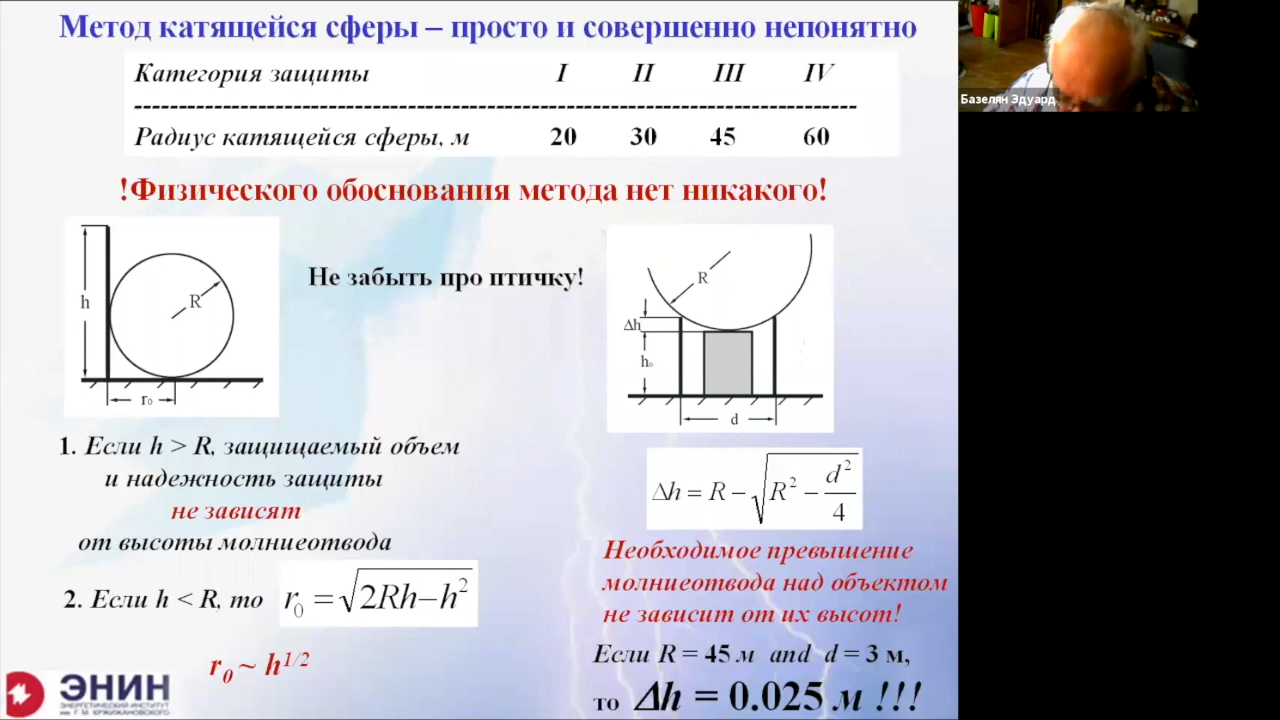 Метод катящейся сферы – просто и совершенно непонятно
Категория защиты I II III IV
Радиус катящейся сферы, м 20 30 45 60
!Физического обоснования метода нет никакого!
Не забыть про птичку!
h
R
r₀
R
Δh
h₀
d
1. Если h > R, защищаемый объем
и надежность защиты
не зависят
от высоты молниеотвода
2. Если h < R, то r₀ = √(2Rh–h²)
r₀ ~ h^1/2
Δh = R – √(R² – d²/4)
Необходимое превышение
молниеотвода над объектом
не зависит от их высот!
Если R = 45 м and d = 3 м,
то Δh = 0.025 м !!!
ЭНИН
ЭНЕРГЕТИЧЕСКИЙ ИНСТИТУТ
им. Г. М. КРЖИЖАНОВСКОГО
Базелян Эдуард